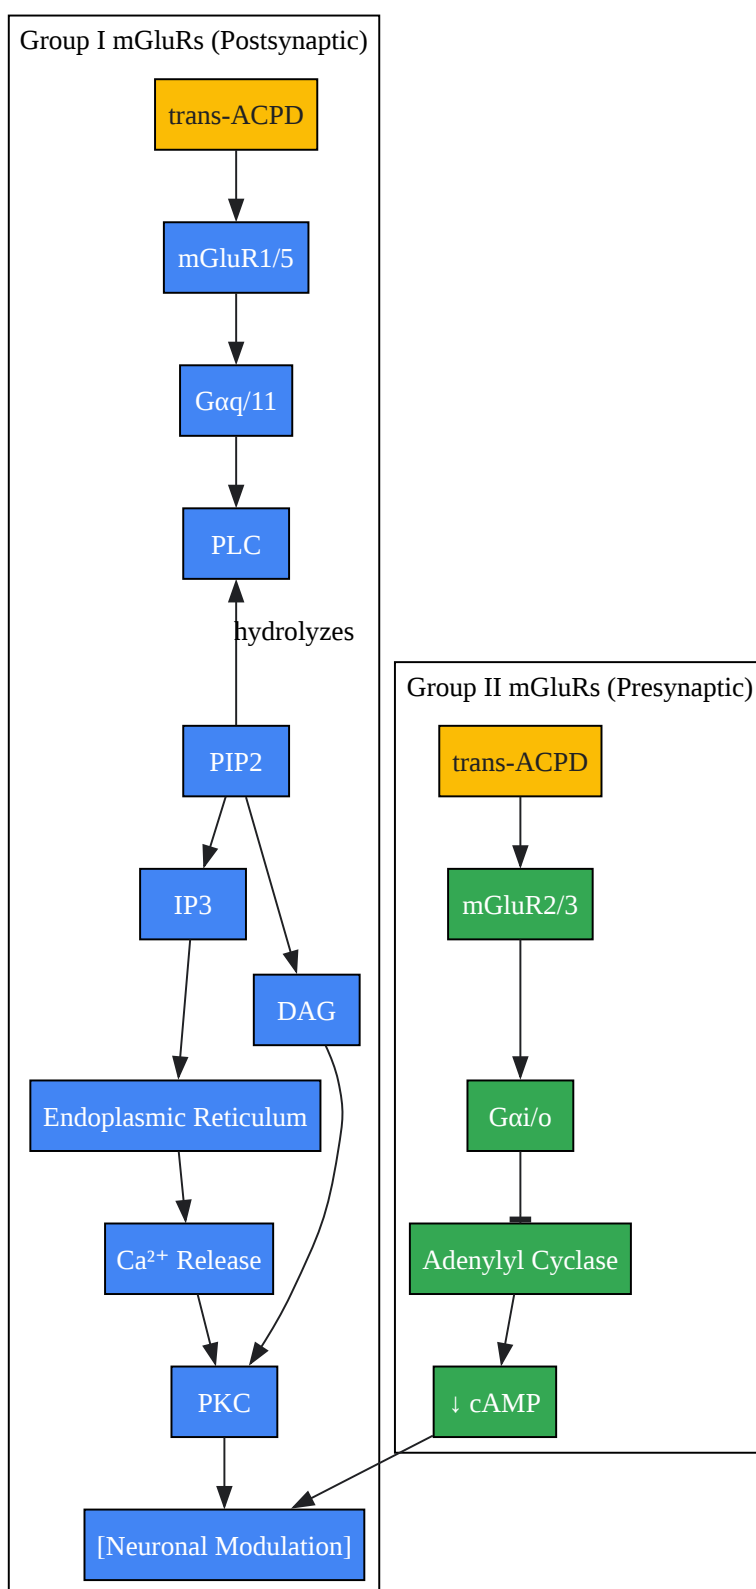 Group I mGluRs (Postsynaptic)
trans-ACPD
mGluR1/5
Gαq/11
PLC
hydrolyzes
PIP2
IP3
DAG
Endoplasmic Reticulum
Ca²⁺ Release
PKC
[Neuronal Modulation]
Group II mGluRs (Presynaptic)
trans-ACPD
mGluR2/3
Gαi/o
Adenylyl Cyclase
↓ cAMP